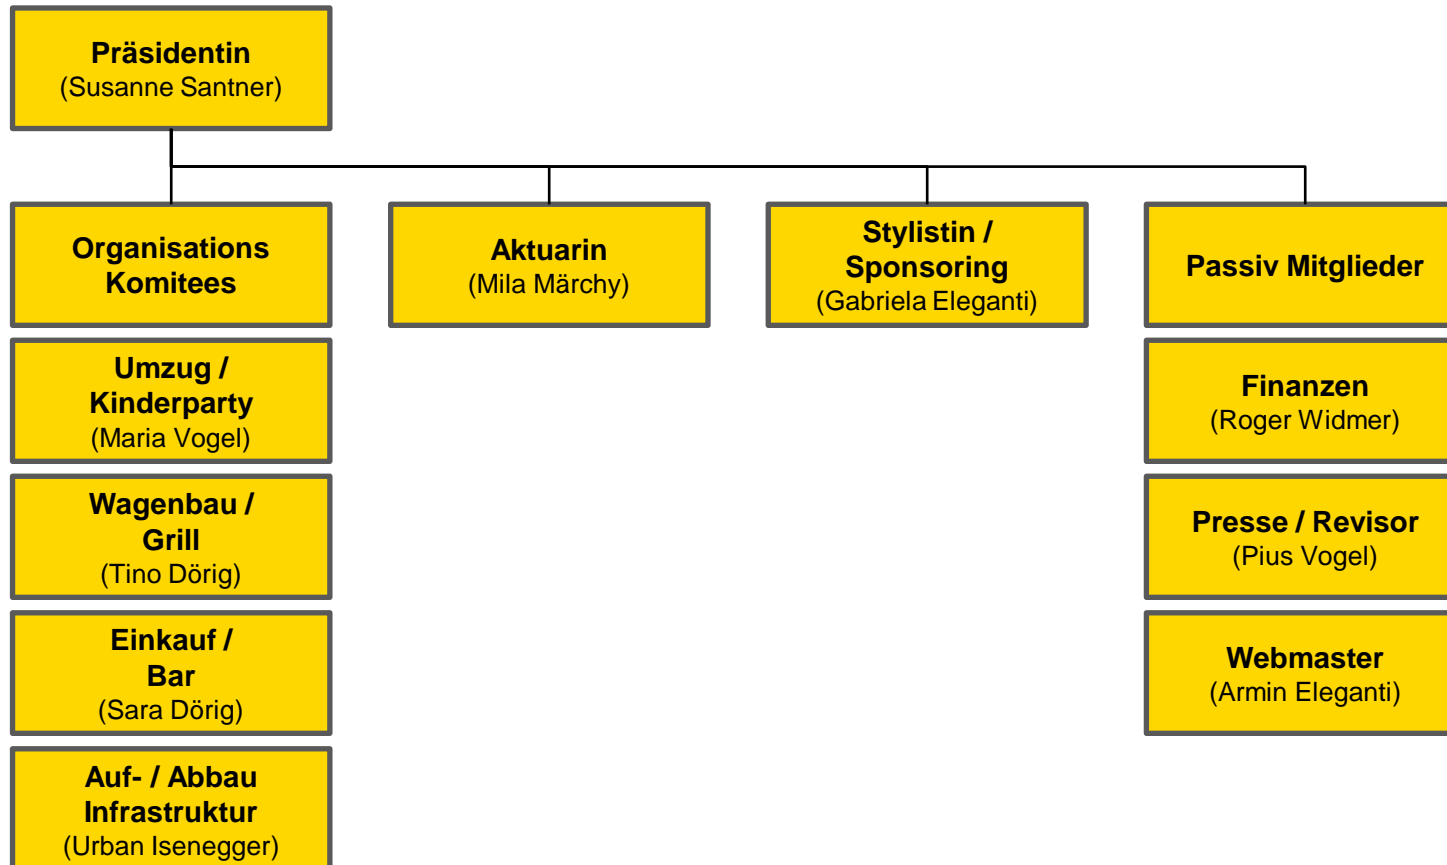 Präsidentin
(Susanne Santner)
Organisations
Komitees
Aktuarin
(Mila Märchy)
Stylistin /
Sponsoring
(Gabriela Eleganti)
Passiv Mitglieder
Umzug /
Kinderparty
(Maria Vogel)
Finanzen
(Roger Widmer)
Wagenbau /
Grill
(Tino Dörig)
Presse / Revisor
(Pius Vogel)
Einkauf /
Bar
(Sara Dörig)
Webmaster
(Armin Eleganti)
Auf- / Abbau
Infrastruktur
(Urban Isenegger)